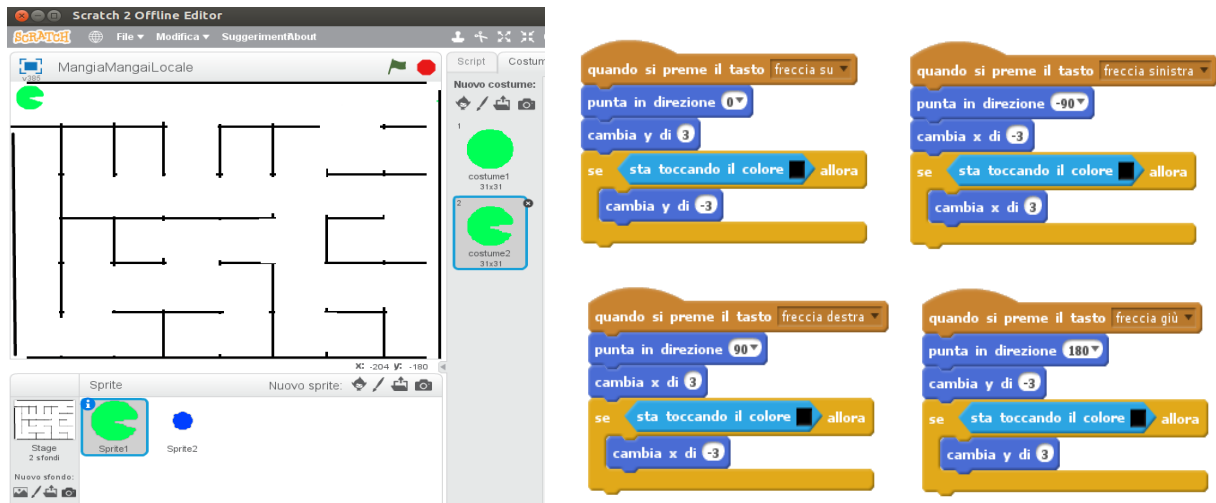 Scratch 2 Offline Editor
SCRATCH File Modifica Suggerimenti About
v385
MangiaMangaiLocale
Script Costum
Nuovo costume:
1
costume1
31x31
2
costume2
31x31
X: -204 Y: -180
Sprite
Nuovo sprite:
Stage
2 sfondi
Nuovo sfondo:
Sprite1
Sprite2
quando si preme il tasto freccia su
punta in direzione 0
cambia y di 3
se sta toccando il colore allora
cambia y di -3
quando si preme il tasto freccia sinistra
punta in direzione -90
cambia x di -3
se sta toccando il colore allora
cambia x di 3
quando si preme il tasto freccia destra
punta in direzione 90
cambia x di 3
se sta toccando il colore allora
cambia x di -3
quando si preme il tasto freccia giù
punta in direzione 180
cambia y di -3
se sta toccando il colore allora
cambia y di 3